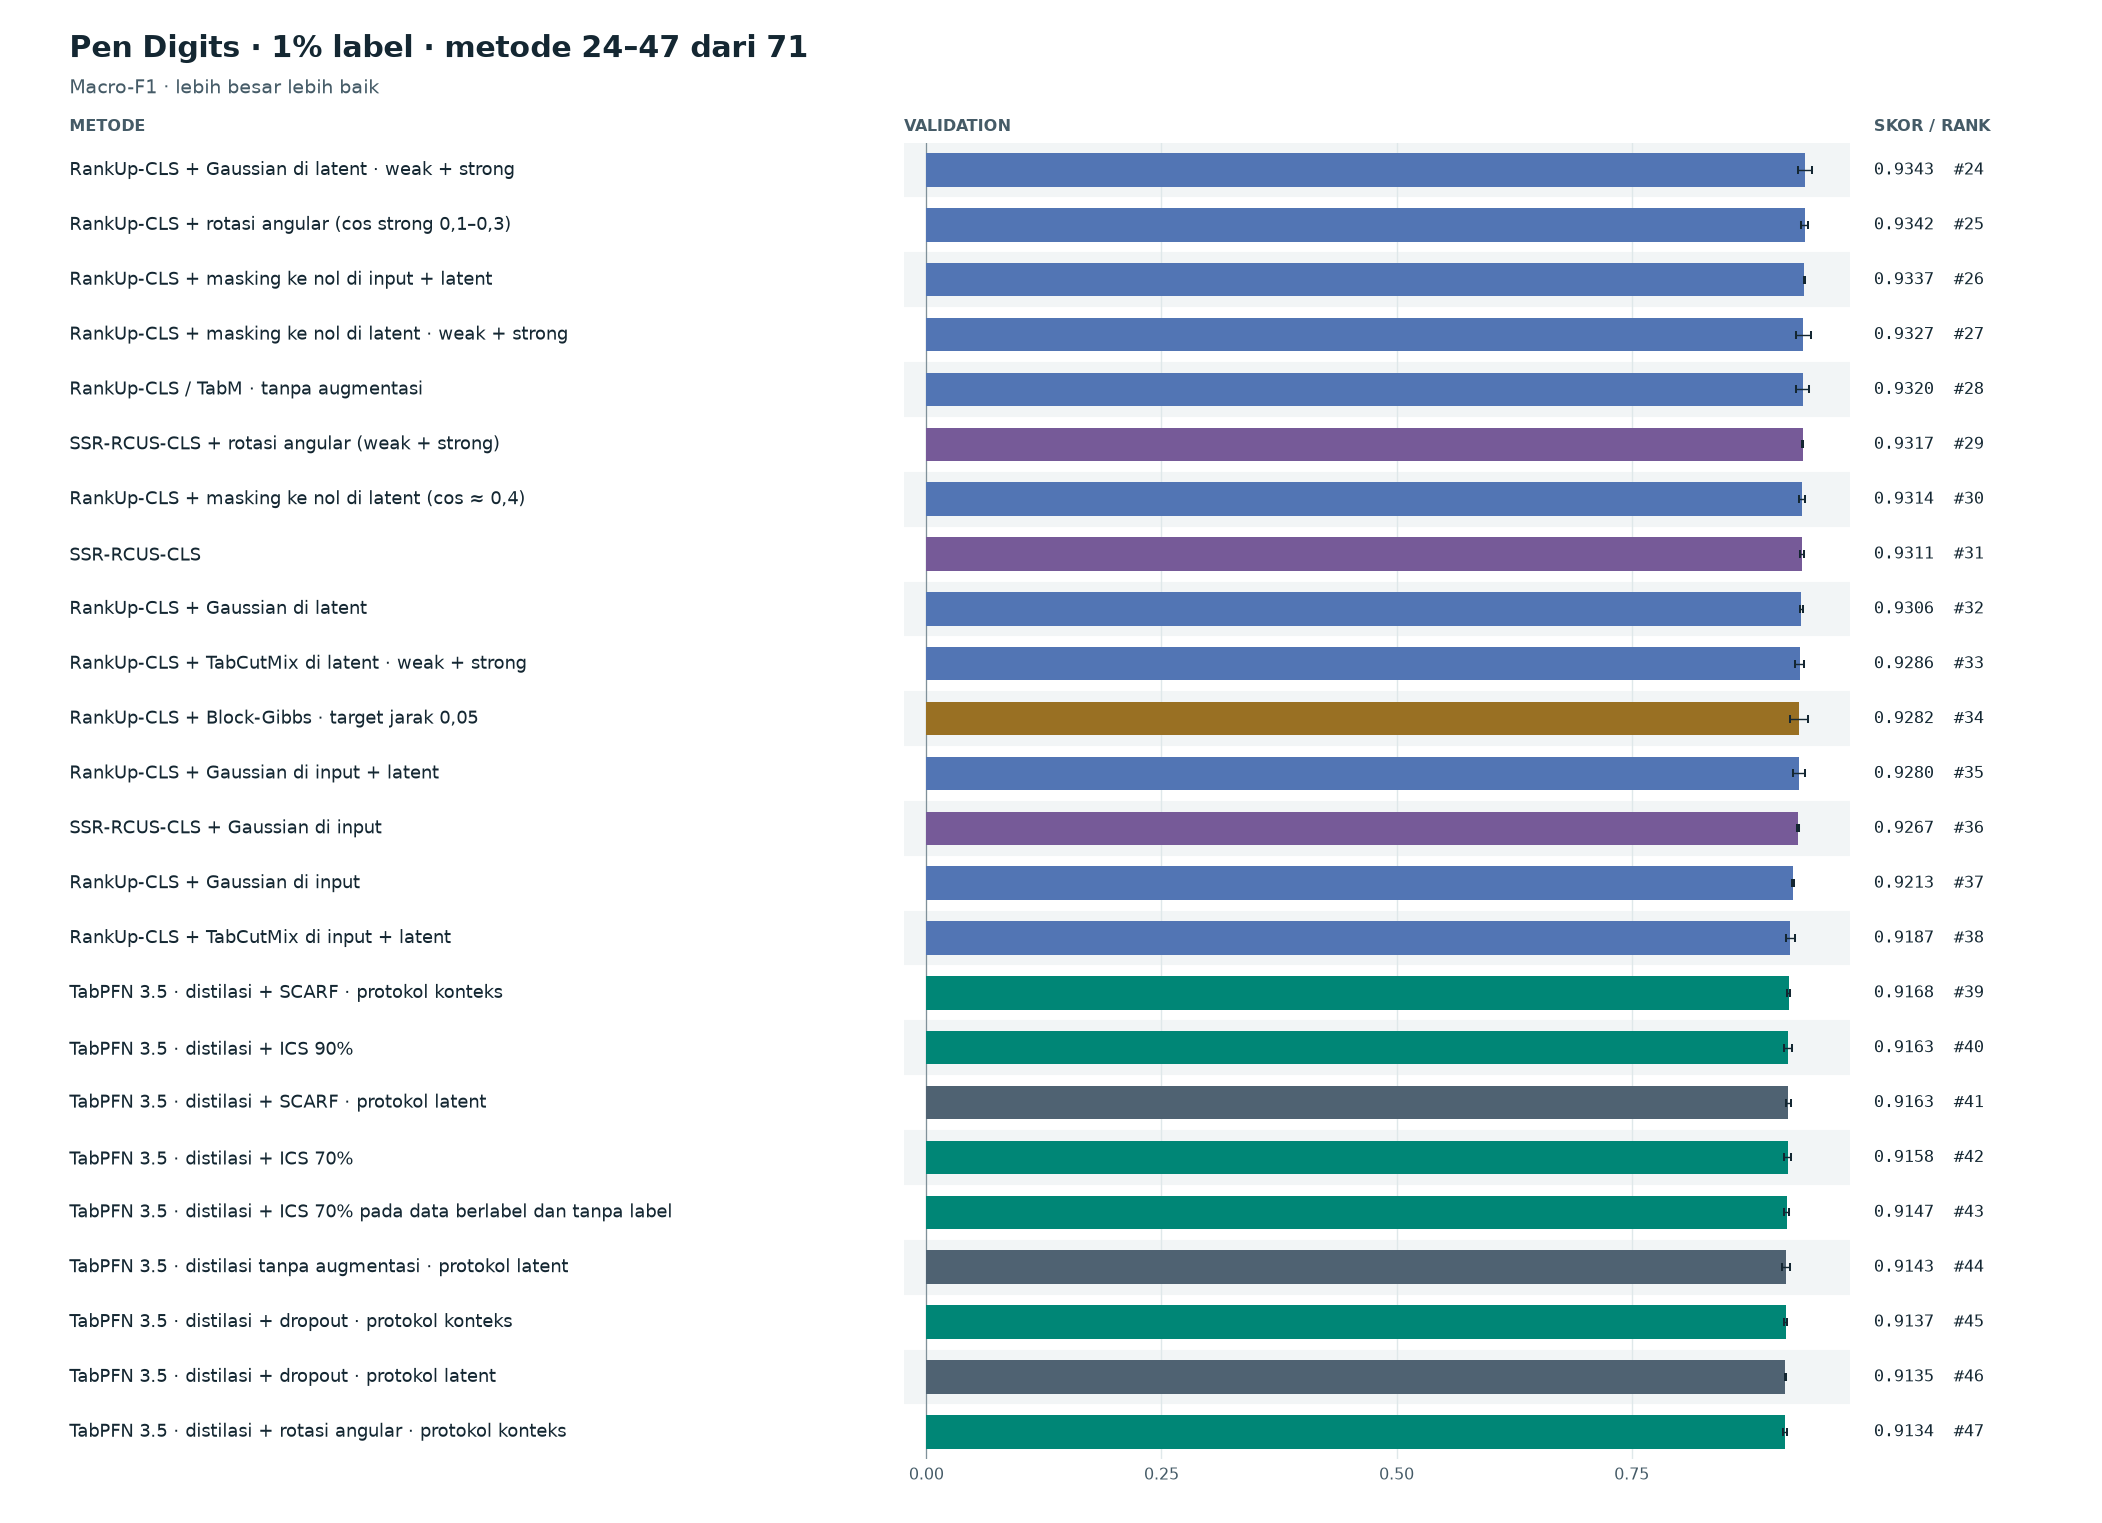 Pen Digits · 1% label · metode 24–47 dari 71
Macro-F1 · lebih besar lebih baik
METODE VALIDATION SKOR / RANK
RankUp-CLS + Gaussian di latent · weak + strong 0.9343 #24
RankUp-CLS + rotasi angular (cos strong 0,1–0,3) 0.9342 #25
RankUp-CLS + masking ke nol di input + latent 0.9337 #26
RankUp-CLS + masking ke nol di latent · weak + strong 0.9327 #27
RankUp-CLS / TabM · tanpa augmentasi 0.9320 #28
SSR-RCUS-CLS + rotasi angular (weak + strong) 0.9317 #29
RankUp-CLS + masking ke nol di latent (cos ≈ 0,4) 0.9314 #30
SSR-RCUS-CLS 0.9311 #31
RankUp-CLS + Gaussian di latent 0.9306 #32
RankUp-CLS + TabCutMix di latent · weak + strong 0.9286 #33
RankUp-CLS + Block-Gibbs · target jarak 0,05 0.9282 #34
RankUp-CLS + Gaussian di input + latent 0.9280 #35
SSR-RCUS-CLS + Gaussian di input 0.9267 #36
RankUp-CLS + Gaussian di input 0.9213 #37
RankUp-CLS + TabCutMix di input + latent 0.9187 #38
TabPFN 3.5 · distilasi + SCARF · protokol konteks 0.9168 #39
TabPFN 3.5 · distilasi + ICS 90% 0.9163 #40
TabPFN 3.5 · distilasi + SCARF · protokol latent 0.9163 #41
TabPFN 3.5 · distilasi + ICS 70% 0.9158 #42
TabPFN 3.5 · distilasi + ICS 70% pada data berlabel dan tanpa label 0.9147 #43
TabPFN 3.5 · distilasi tanpa augmentasi · protokol latent 0.9143 #44
TabPFN 3.5 · distilasi + dropout · protokol konteks 0.9137 #45
TabPFN 3.5 · distilasi + dropout · protokol latent 0.9135 #46
TabPFN 3.5 · distilasi + rotasi angular · protokol konteks 0.9134 #47
0.00 0.25 0.50 0.75